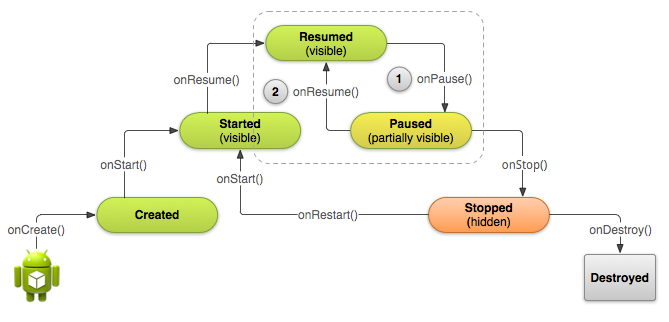 Resumed
(visible)
onResume()
2
onResume()
1
onPause()
Started
(visible)
Paused
(partially visible)
onStart()
onStart()
onStop()
onCreate()
Created
onRestart()
Stopped
(hidden)
onDestroy()
Destroyed